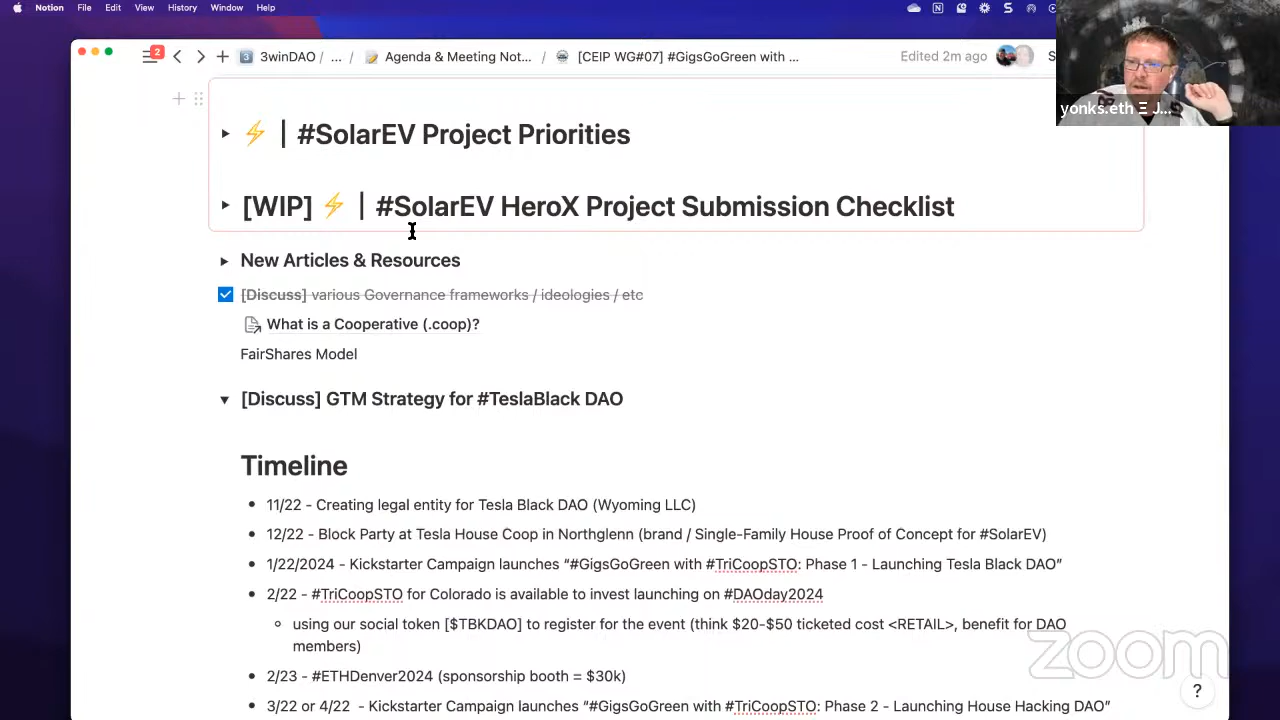 Notion File Edit View History Window Help
2 3winDAO / ... / Agenda & Meeting Not... / [CEIP WG#07] #GigsGoGreen with ... Edited 2m ago S
yonks.eth Ξ J...
⚡ | #SolarEV Project Priorities
[WIP] ⚡ | #SolarEV HeroX Project Submission Checklist
New Articles & Resources
[Discuss] various Governance frameworks / ideologies / etc
What is a Cooperative (.coop)?
FairShares Model
[Discuss] GTM Strategy for #TeslaBlack DAO
Timeline
11/22 - Creating legal entity for Tesla Black DAO (Wyoming LLC)
12/22 - Block Party at Tesla House Coop in Northglenn (brand / Single-Family House Proof of Concept for #SolarEV)
1/22/2024 - Kickstarter Campaign launches “#GigsGoGreen with #TriCoopSTO: Phase 1 - Launching Tesla Black DAO”
2/22 - #TriCoopSTO for Colorado is available to invest launching on #DAOday2024
using our social token [$TBKDAO] to register for the event (think $20-$50 ticketed cost <RETAIL>, benefit for DAO
members)
2/23 - #ETHDenver2024 (sponsorship booth = $30k)
3/22 or 4/22 - Kickstarter Campaign launches “#GigsGoGreen with #TriCoopSTO: Phase 2 - Launching House Hacking DAO”
zoom
?